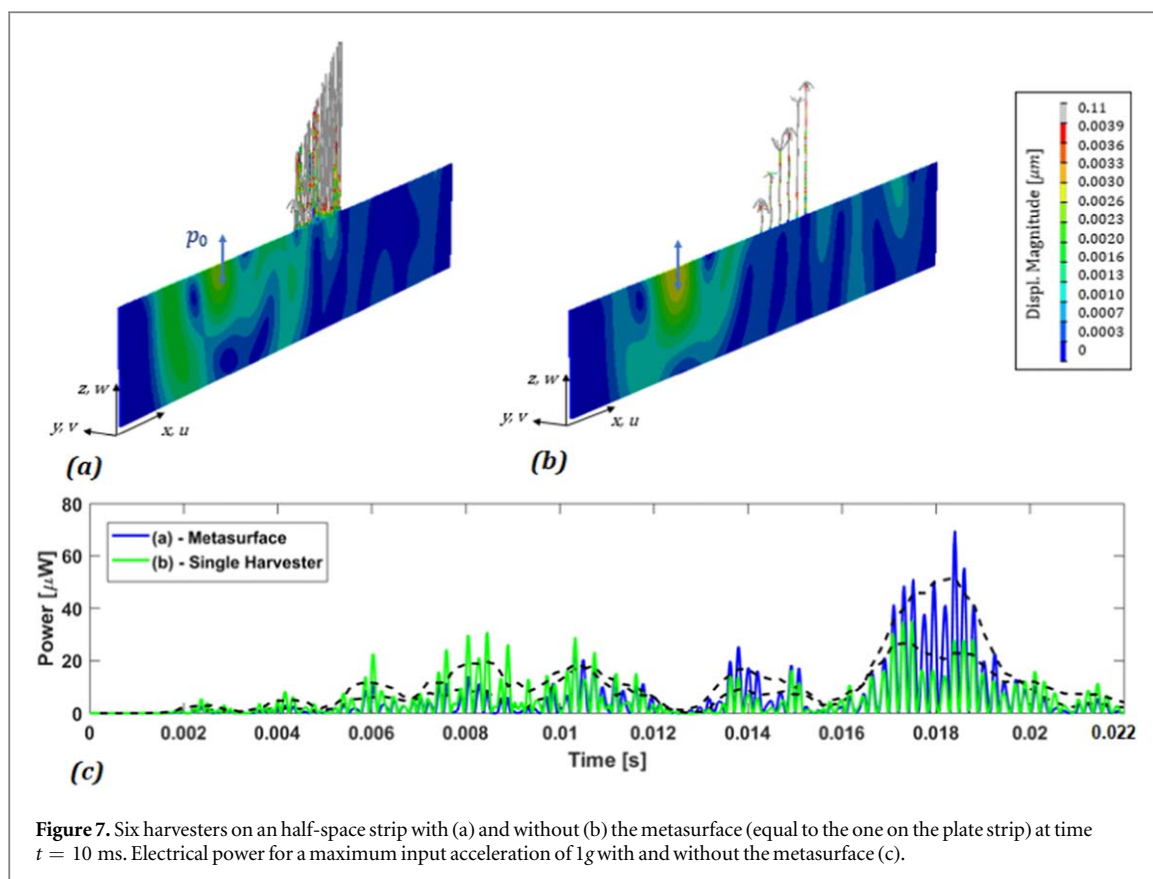 p₀
z, w
y, v
x, u
(a)
z, w
y, v
x, u
(b)
Displ. Magnitude [μm]
0.11
0.0039
0.0036
0.0033
0.0030
0.0023
0.0020
0.0016
0.0013
0.0010
0.0007
0.0003
0
Power [μW]
80
60
40
20
0
(a) - Metasurface
(b) - Single Harvester
0
0.002
0.004
0.006
0.008
0.01
0.012
0.014
0.016
0.018
0.02
0.022
Time [s]
(c)
Figure 7. Six harvesters on an half-space strip with (a) and without (b) the metasurface (equal to the one on the plate strip) at time
t = 10 ms. Electrical power for a maximum input acceleration of 1g with and without the metasurface (c).